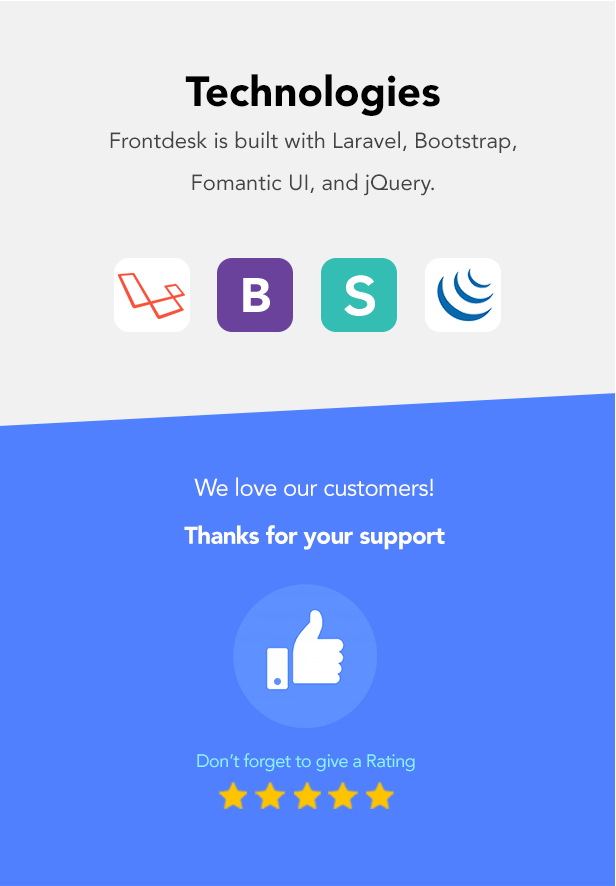 Technologies
Frontdesk is built with Laravel, Bootstrap,
Fomantic UI, and jQuery.
B S
We love our customers!
Thanks for your support
Don't forget to give a Rating